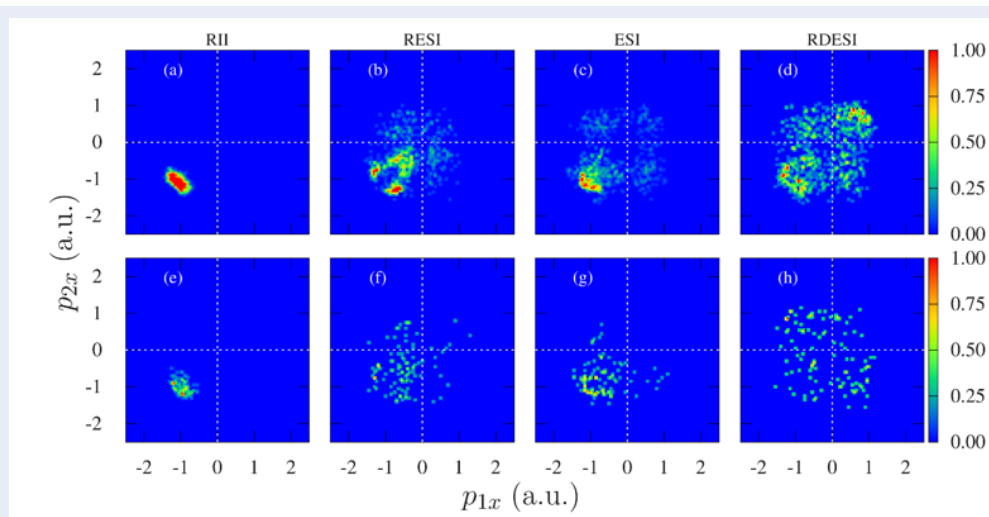 RII RESI ESI RDESI
(a) (b) (c) (d)
2 1.00
1 0.75
0 0.50
-1 0.25
-2 0.00
(e) (f) (g) (h)
2 1.00
1 0.75
0 0.50
-1 0.25
-2 0.00
-2 -1 0 1 2 -2 -1 0 1 2 -2 -1 0 1 2 -2 -1 0 1 2
p2x (a.u.)
p1x (a.u.)